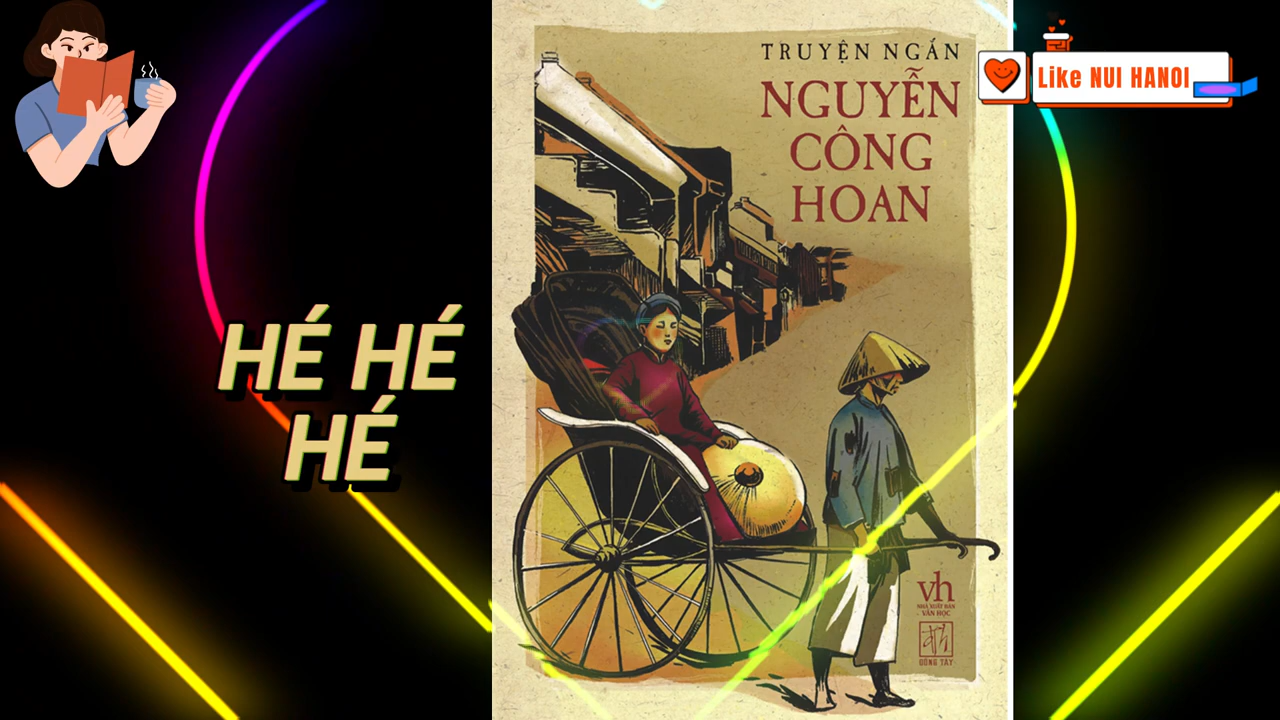 TRUYỆN NGẮN
NGUYỄN
CÔNG
HOAN
Like NUI HANOI
HÉ HÉ
HÉ
vh
NHÀ XUẤT BẢN
VĂN HỌC
ĐÔNG TÂY